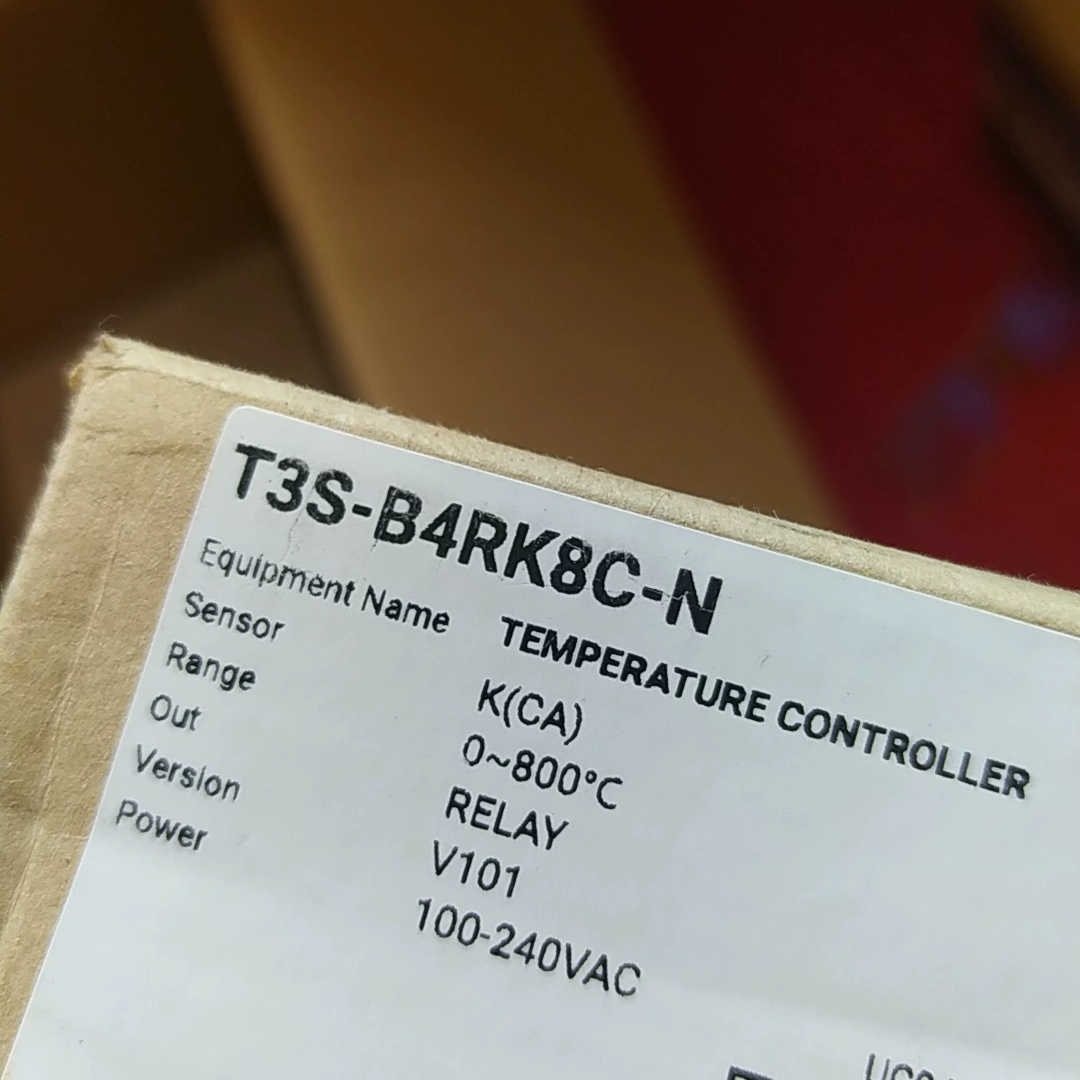 T3S-B4RK8C-N
Equipment Name TEMPERATURE CONTROLLER
Sensor K(CA)
Range 0~800°C
Out RELAY
Version V101
Power 100-240VAC